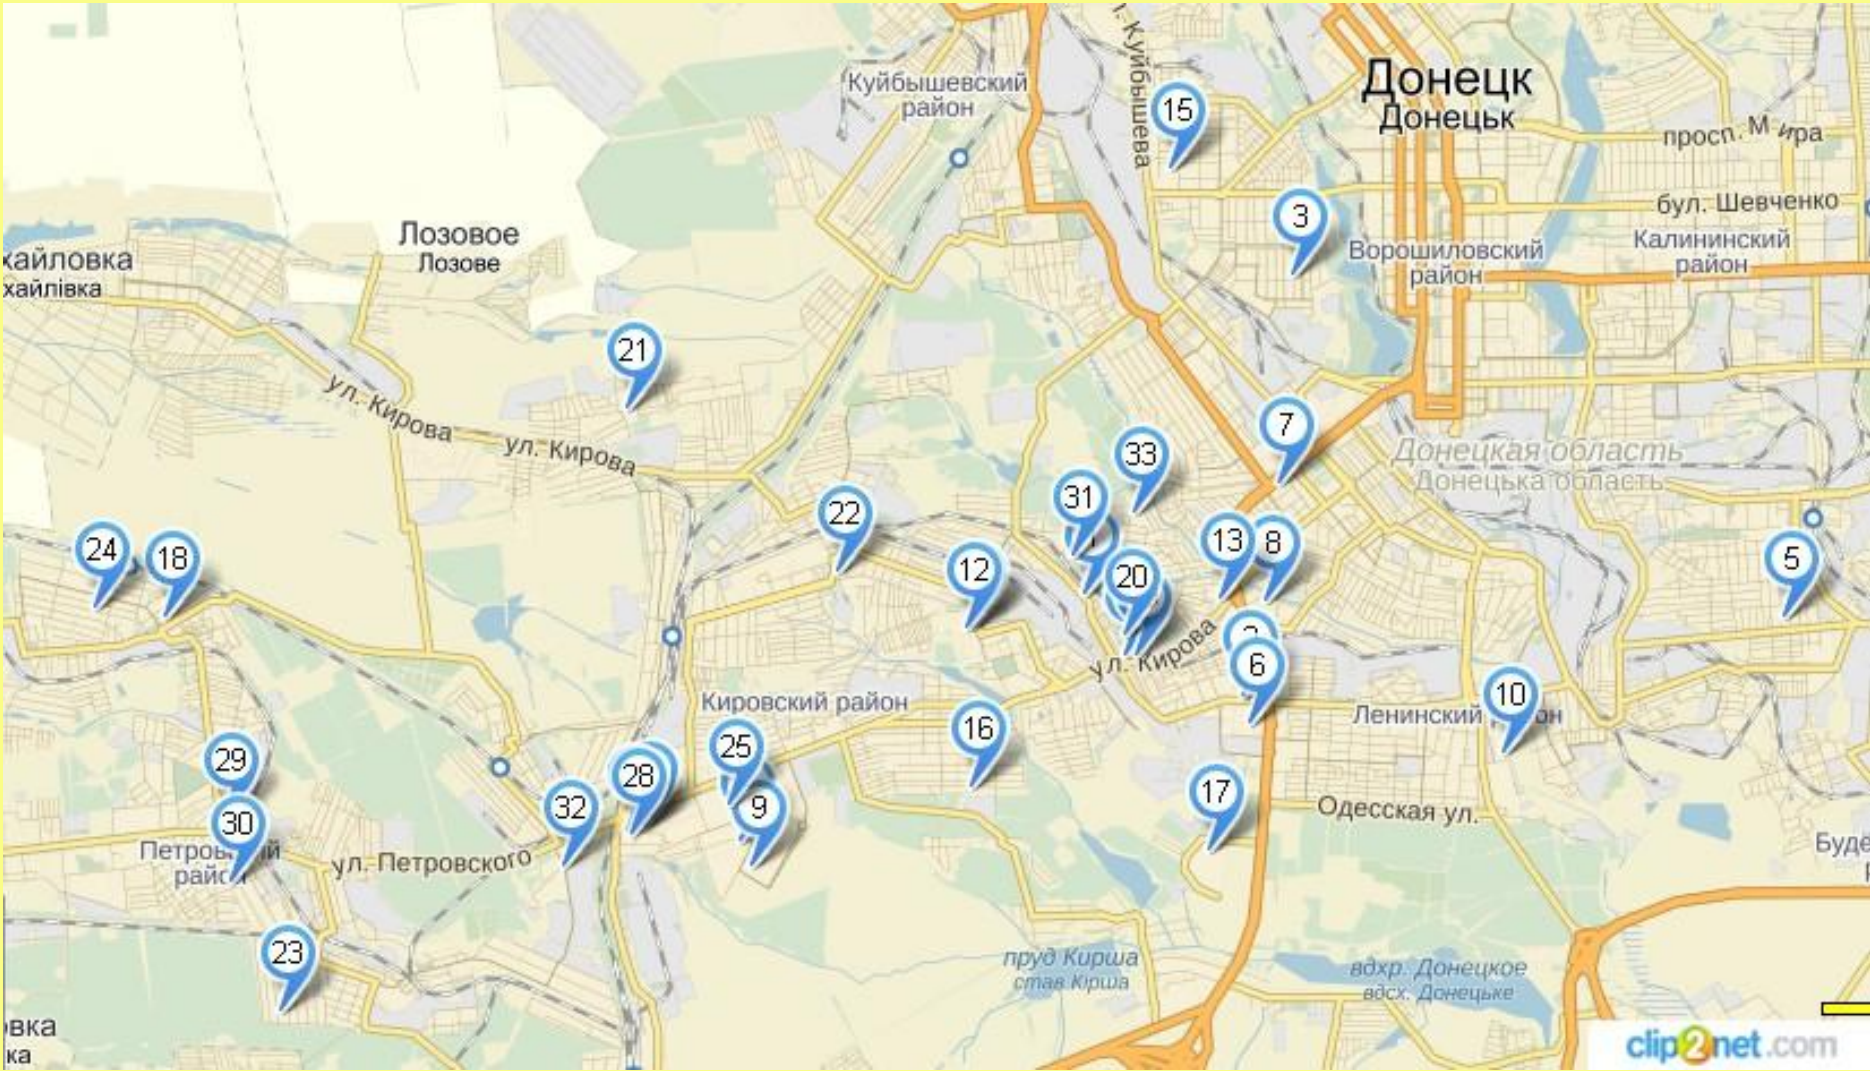 Куйбышевский
район
л. Куйбышева
Донецк
Донецьк
просп. Мира
15
бул. Шевченко
3
Лозовое
Лозове
хайловка
хайлівка
Ворошиловский
район
Калининский
район
21
ул. Кирова
ул. Кирова
7
33
Донецкая область
Донецька область
31
22
24
18
12
13
8
5
20
ул. Кирова
6
Кировский район
10
Ленинский
16
29
25
28
32
9
17
Одесская ул.
30
район
ул. Петровского
Буде
23
пруд Кирша
став Кірша
вдхр. Донецкое
вдсх. Донецьке
овка
ка
clip2net.com